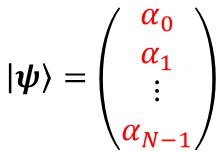 α₀
α₁
|ψ⟩ = ⋮
α_{N−1}